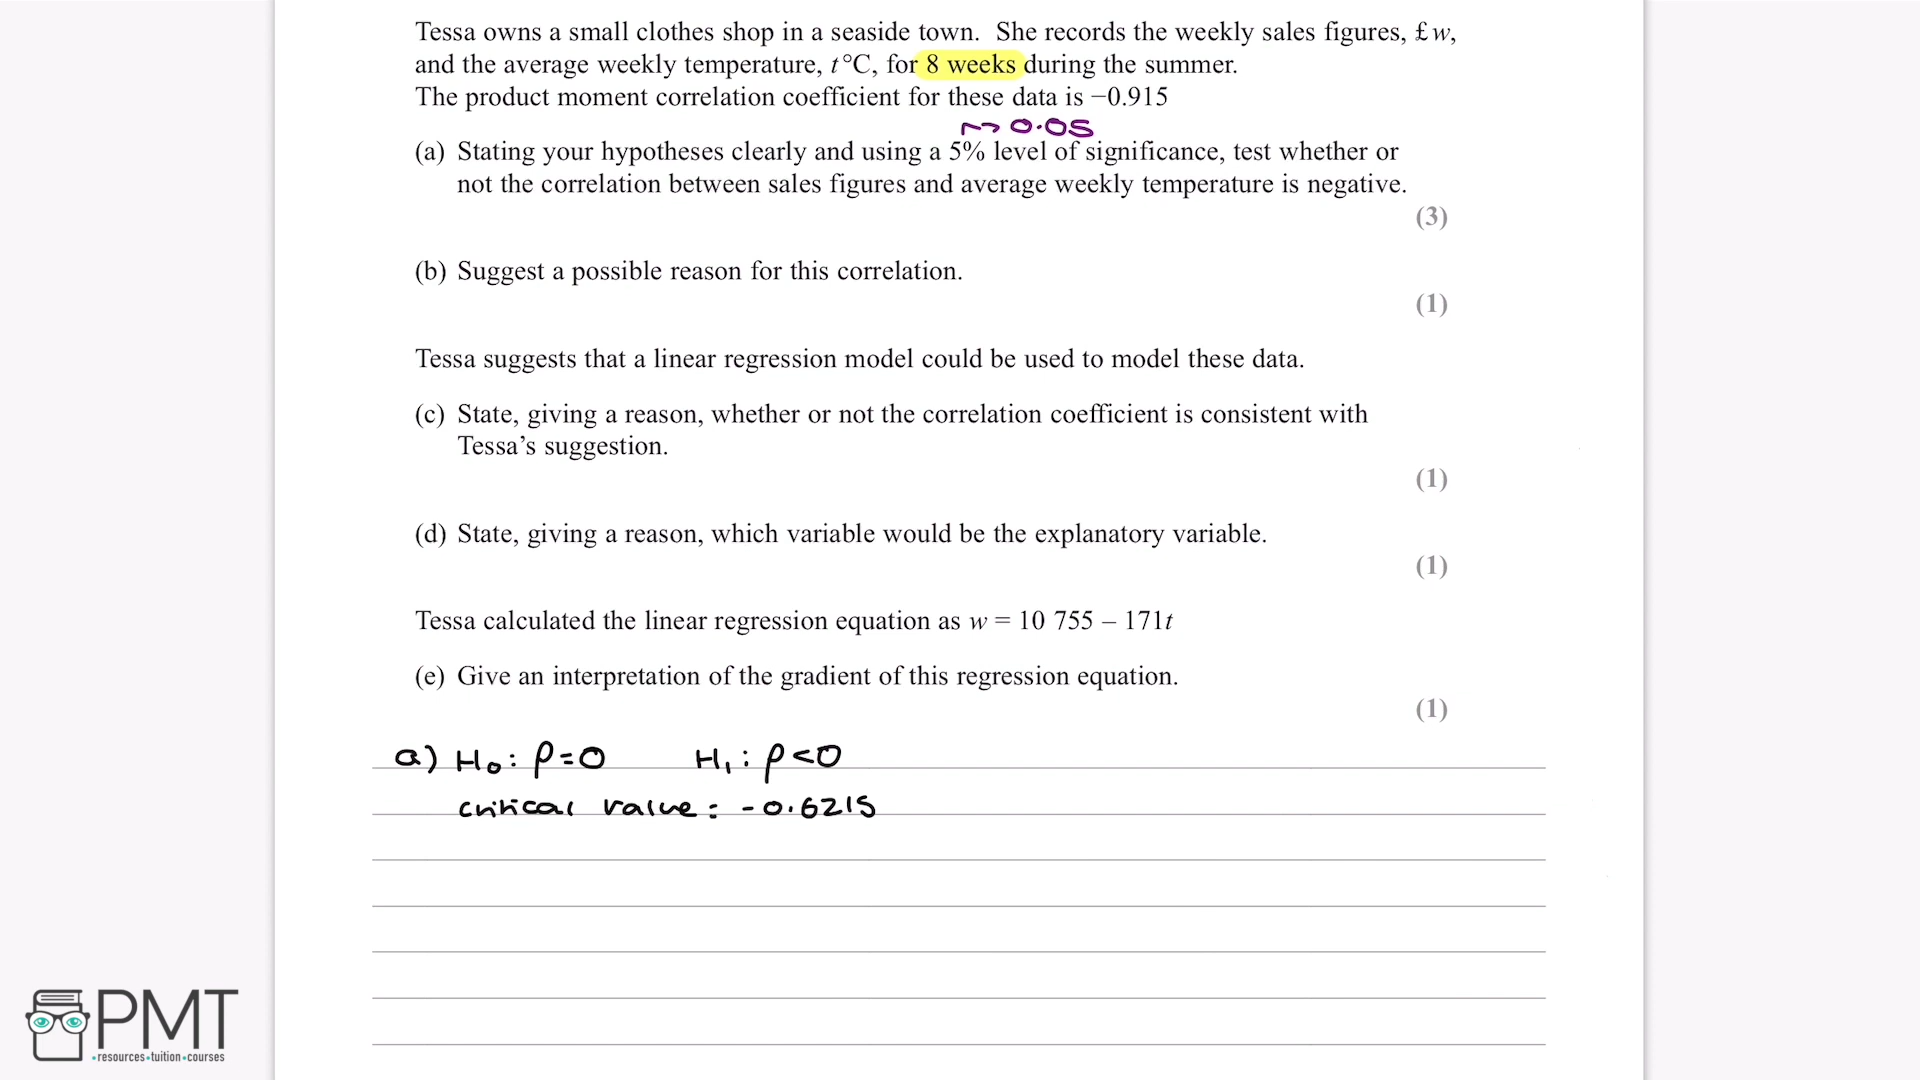 Tessa owns a small clothes shop in a seaside town. She records the weekly sales figures, £w,
and the average weekly temperature, t°C, for 8 weeks during the summer.
The product moment correlation coefficient for these data is −0.915
→ 0.05
(a) Stating your hypotheses clearly and using a 5% level of significance, test whether or
not the correlation between sales figures and average weekly temperature is negative.
(3)
(b) Suggest a possible reason for this correlation.
(1)
Tessa suggests that a linear regression model could be used to model these data.
(c) State, giving a reason, whether or not the correlation coefficient is consistent with
Tessa’s suggestion.
(1)
(d) State, giving a reason, which variable would be the explanatory variable.
(1)
Tessa calculated the linear regression equation as w = 10 755 – 171t
(e) Give an interpretation of the gradient of this regression equation.
(1)
a) H₀: ρ=0 H₁: ρ<0
critical value: -0.6215
PMT
•resources•tuition•courses